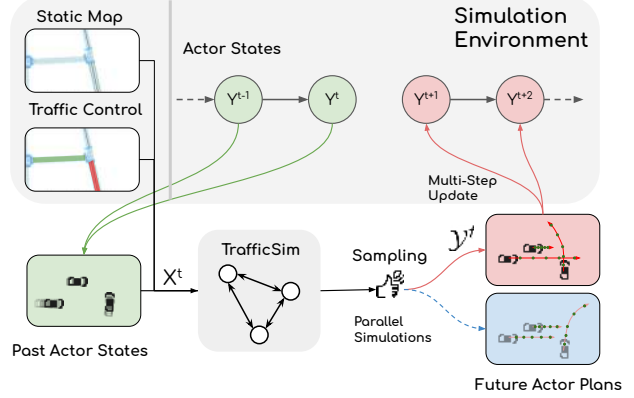 Static Map
Simulation
Environment
Actor States
Traffic Control
Y^{t-1}
Y^t
Y^{t+1}
Y^{t+2}
Multi-Step
Update
TrafficSim
Sampling
𝒴^t
X^t
Parallel
Simulations
Past Actor States
Future Actor Plans